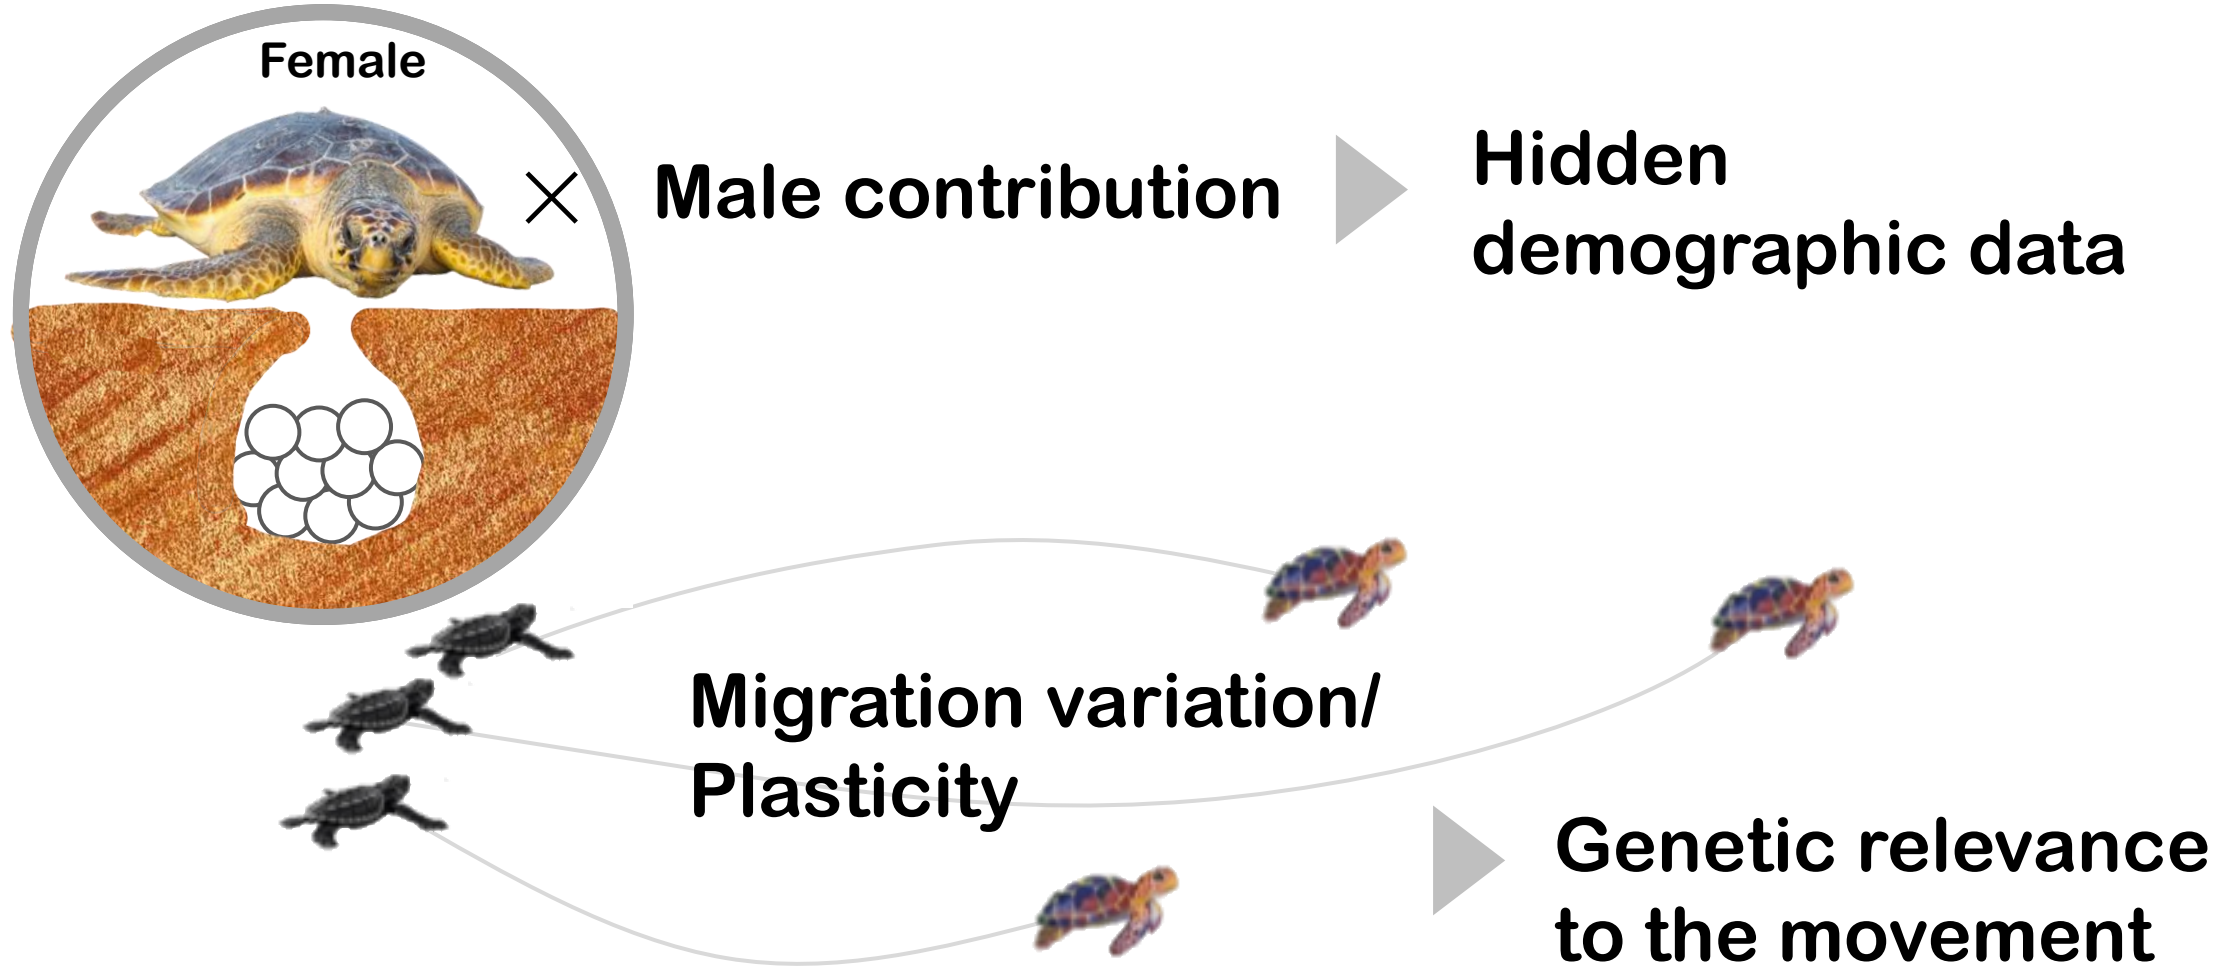 Female
× Male contribution
Hidden
demographic data
Migration variation/
Plasticity
Genetic relevance
to the movement